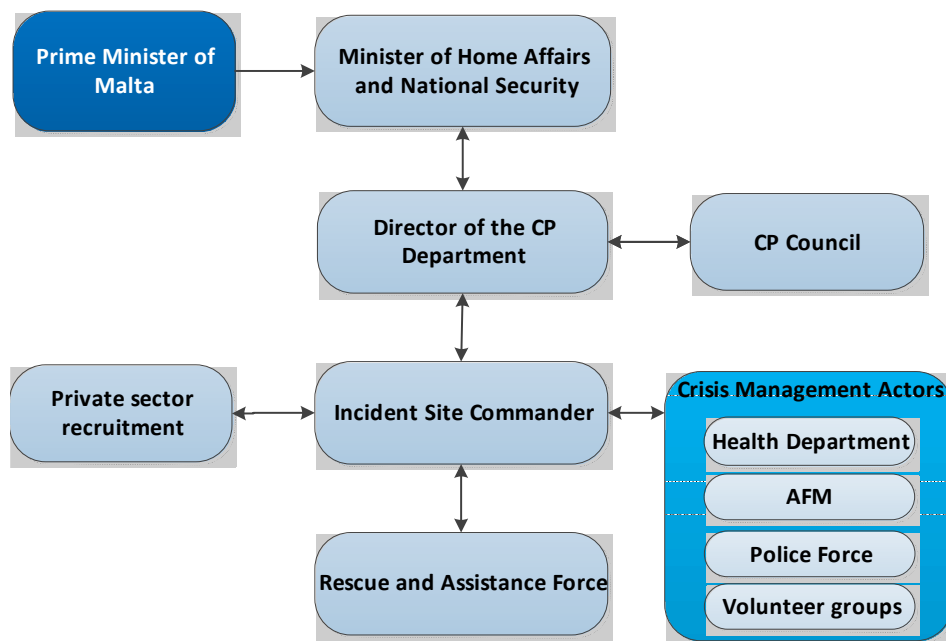 Prime Minister of
Malta
Minister of Home Affairs
and National Security
Director of the CP
Department
CP Council
Private sector
recruitment
Incident Site Commander
Crisis Management Actors
Health Department
AFM
Police Force
Volunteer groups
Rescue and Assistance Force